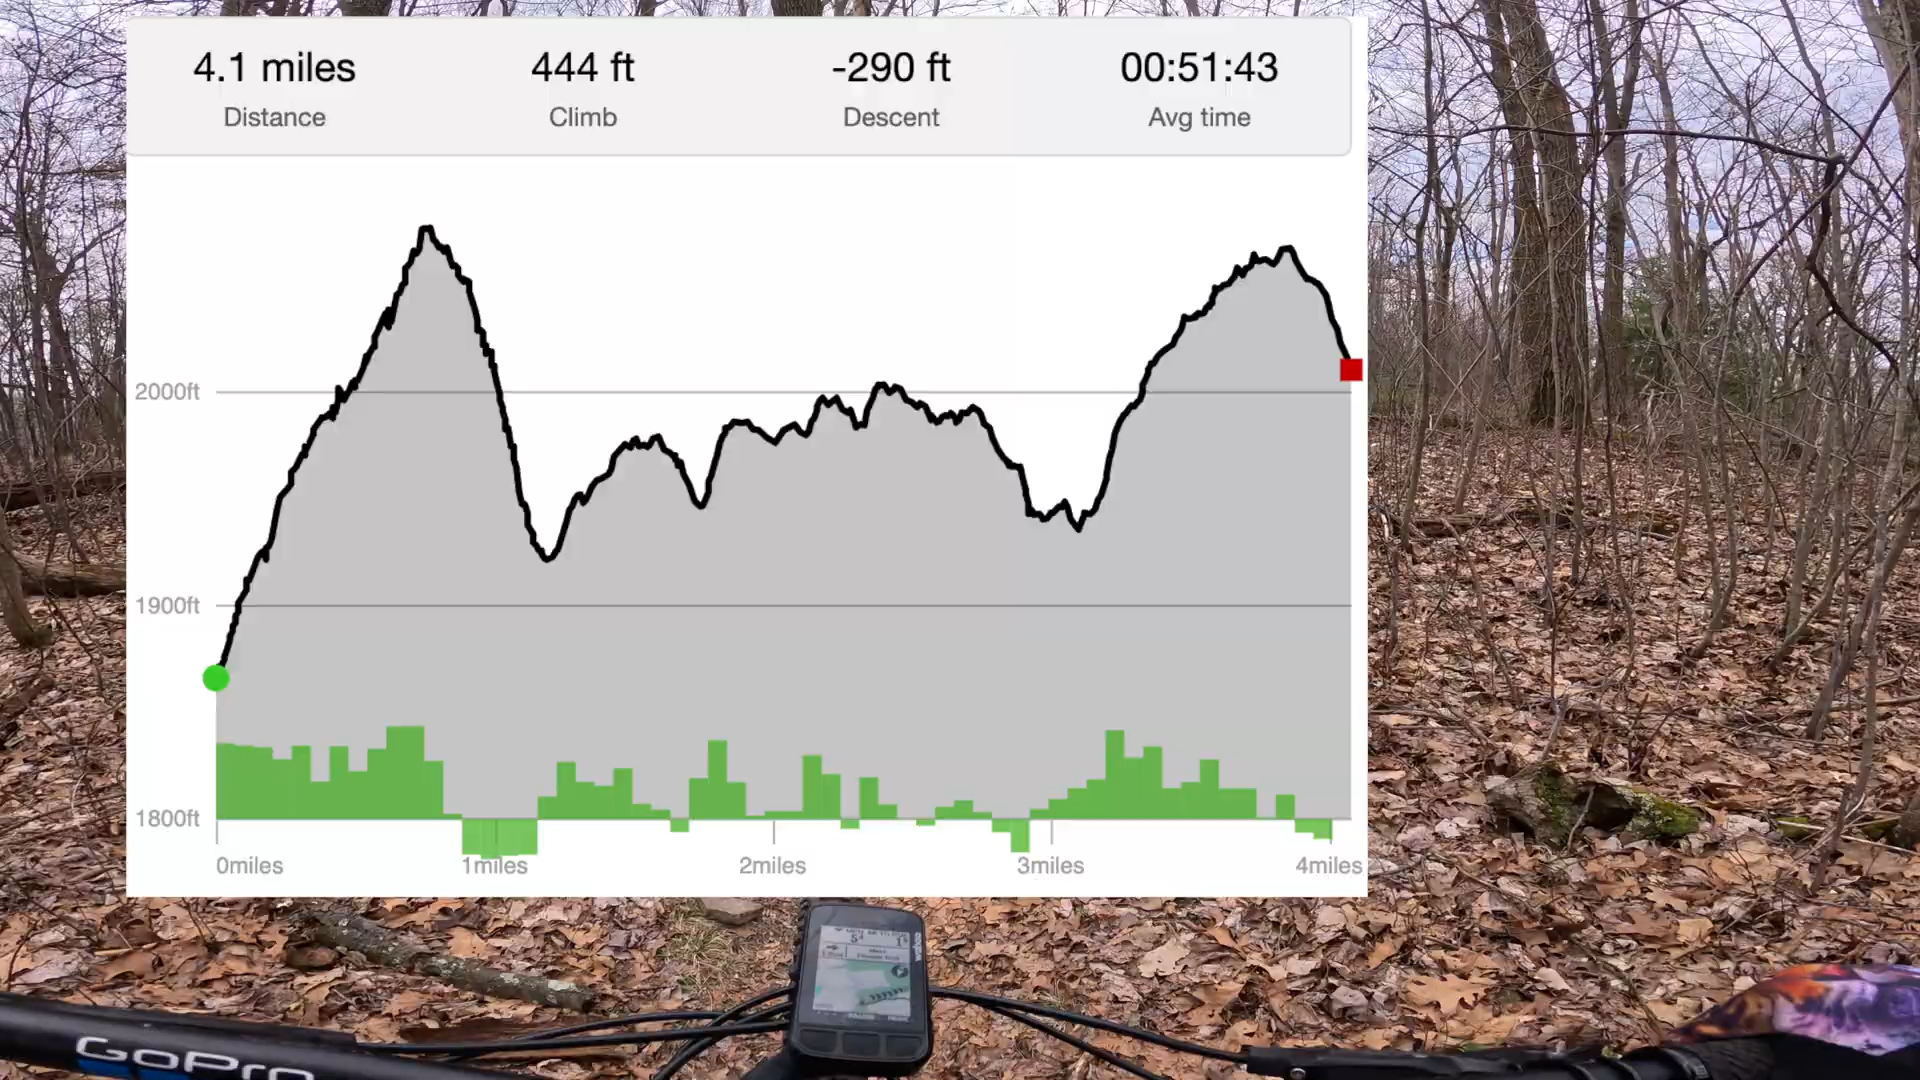 4.1 miles
444 ft
-290 ft
00:51:43
Distance
Climb
Descent
Avg time
2000ft
1900ft
1800ft
0miles
1miles
2miles
3miles
4miles
wahoo
GoPro